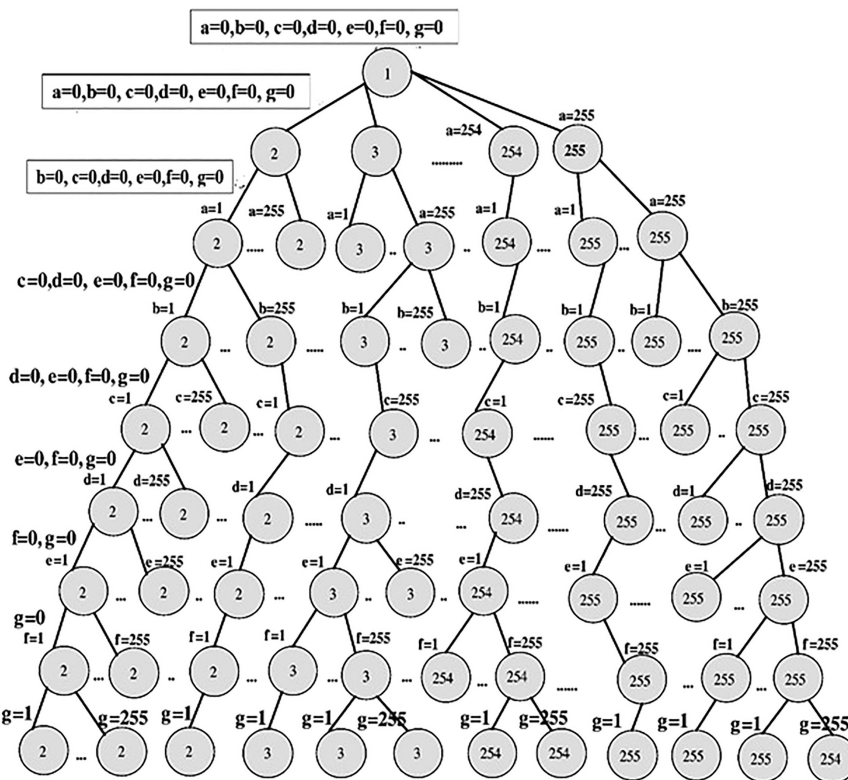 a=0,b=0, c=0,d=0, e=0,f=0, g=0
1
a=0,b=0, c=0,d=0, e=0,f=0, g=0
a=254 a=255
2 3 ......... 254 255
b=0, c=0,d=0, e=0,f=0, g=0
a=1 a=255 a=1 a=255 a=1 a=1 a=255
2 ..... 2 3 .. 3 .. 254 .... 255 ... 255
c=0,d=0, e=0,f=0,g=0
b=1 b=255 b=1 b=255 b=1 b=1 b=1 b=255
2 ... 2 ..... 3 .. 3 .. 254 .. 255 .. 255 .... 255
d=0, e=0,f=0,g=0
c=1 c=255 c=1 c=255 c=1 c=255 c=1 c=255
2 ... 2 ... 2 ... 3 ... 254 ...... 255 ... 255 .. 255
e=0,f=0, g=0
d=1 d=255 d=1 d=1 d=255 d=255 d=1 d=255
2 ... 2 ... 2 ..... 3 .. ... 254 ...... 255 ... 255 .. 255
f=0, g=0
e=1 e=255 e=1 e=1 e=255 e=1 e=1 e=1 e=255
2 ... 2 .. 2 ... 3 .. 3 .. 254 ...... 255 ...... 255 ... 255
g=0
f=1 f=255 f=1 f=1 f=255 f=1 f=255 f=255 f=1 f=255
2 ... 2 .. 2 ... 3 ... 3 ... 254 ... 254 ...... 255 ... 255 ... 255
g=1 g=255 g=1 g=1 g=1 g=255 g=1 g=255 g=1 g=1 g=1 g=255
2 ... 2 2 3 3 3 254 254 255 255 255 254